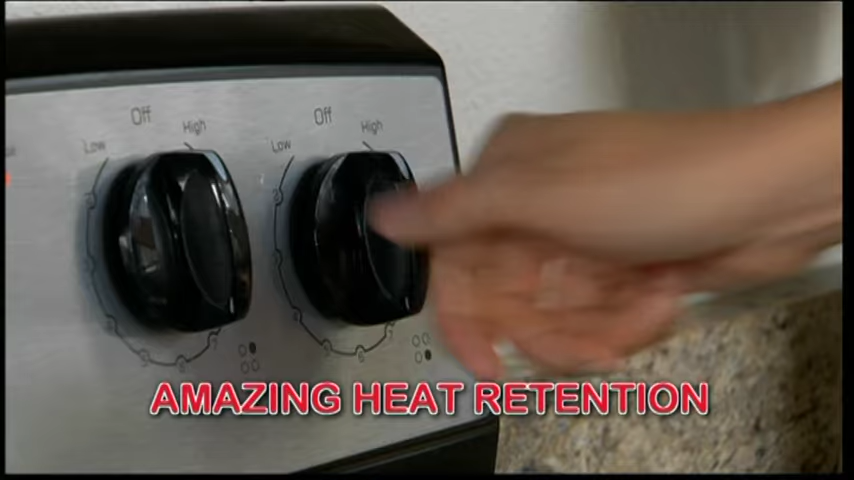 Off
Off
Low
High
Low
High
AMAZING HEAT RETENTION